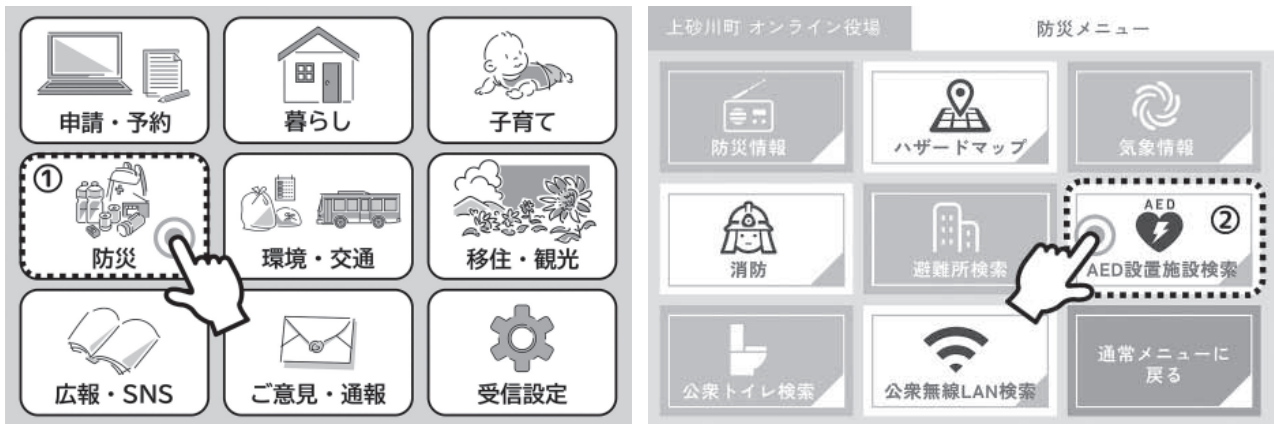 申請・予約
暮らし
子育て
①
防災
環境・交通
移住・観光
広報・SNS
ご意見・通報
受信設定
上砂川町 オンライン役場
防災メニュー
防災情報
ハザードマップ
気象情報
消防
避難所検索
AED
②
AED設置施設検索
公衆トイレ検索
公衆無線LAN検索
通常メニューに
戻る